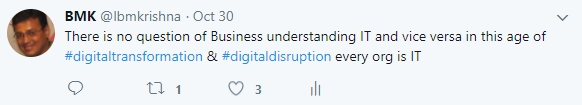 BMK @lbmkrishna · Oct 30
There is no question of Business understanding IT and vice versa in this age of
#digitaltransformation & #digitaldisruption every org is IT
1 3